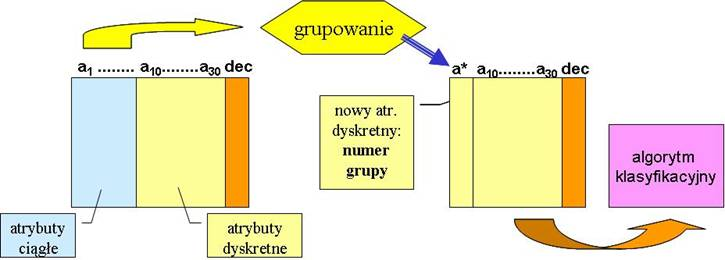 grupowanie
a1 ........ a10........a30 dec
a* a10........a30 dec
nowy atr.
dyskretny:
numer
grupy
algorytm
klasyfikacyjny
atrybuty
ciągłe
atrybuty
dyskretne